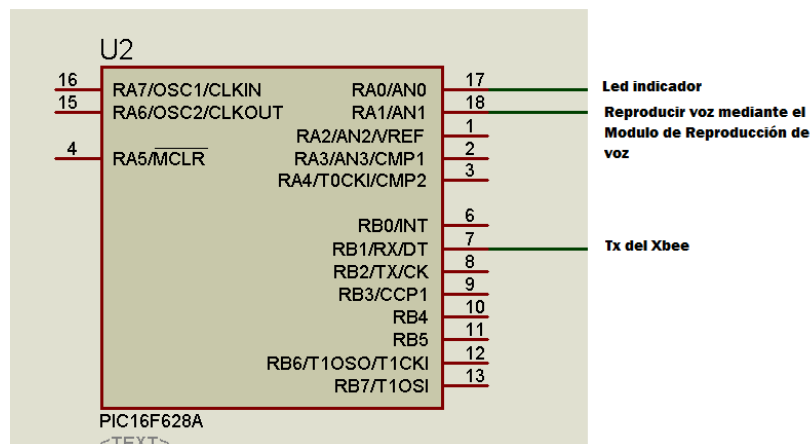 U2
16 RA7/OSC1/CLKIN RA0/AN0 17 Led indicador
15 RA6/OSC2/CLKOUT RA1/AN1 18 Reproducir voz mediante el
Modulo de Reproducción de
voz
RA2/AN2/VREF 1
4 RA5/MCLR RA3/AN3/CMP1 2
RA4/T0CKI/CMP2 3
RB0/INT 6
RB1/RX/DT 7 Tx del Xbee
RB2/TX/CK 8
RB3/CCP1 9
RB4 10
RB5 11
RB6/T1OSO/T1CKI 12
RB7/T1OSI 13
PIC16F628A
<TEXT>